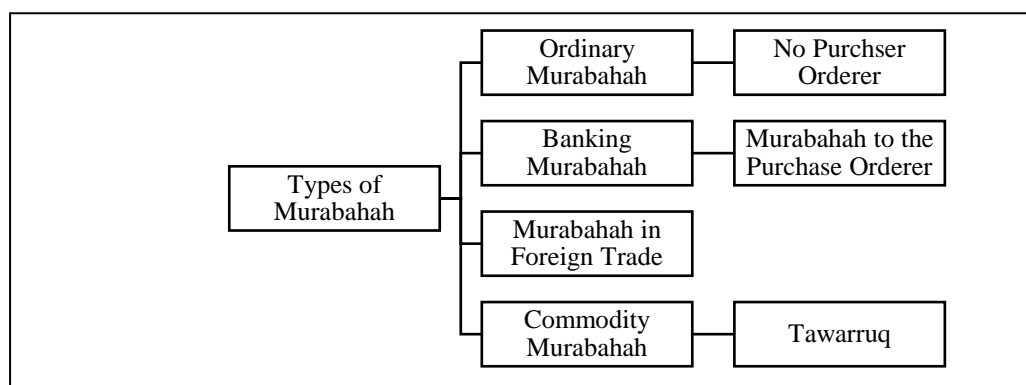 Types of
Murabahah
Ordinary
Murabahah
No Purchser
Orderer
Banking
Murabahah
Murabahah to the
Purchase Orderer
Murabahah in
Foreign Trade
Commodity
Murabahah
Tawarruq